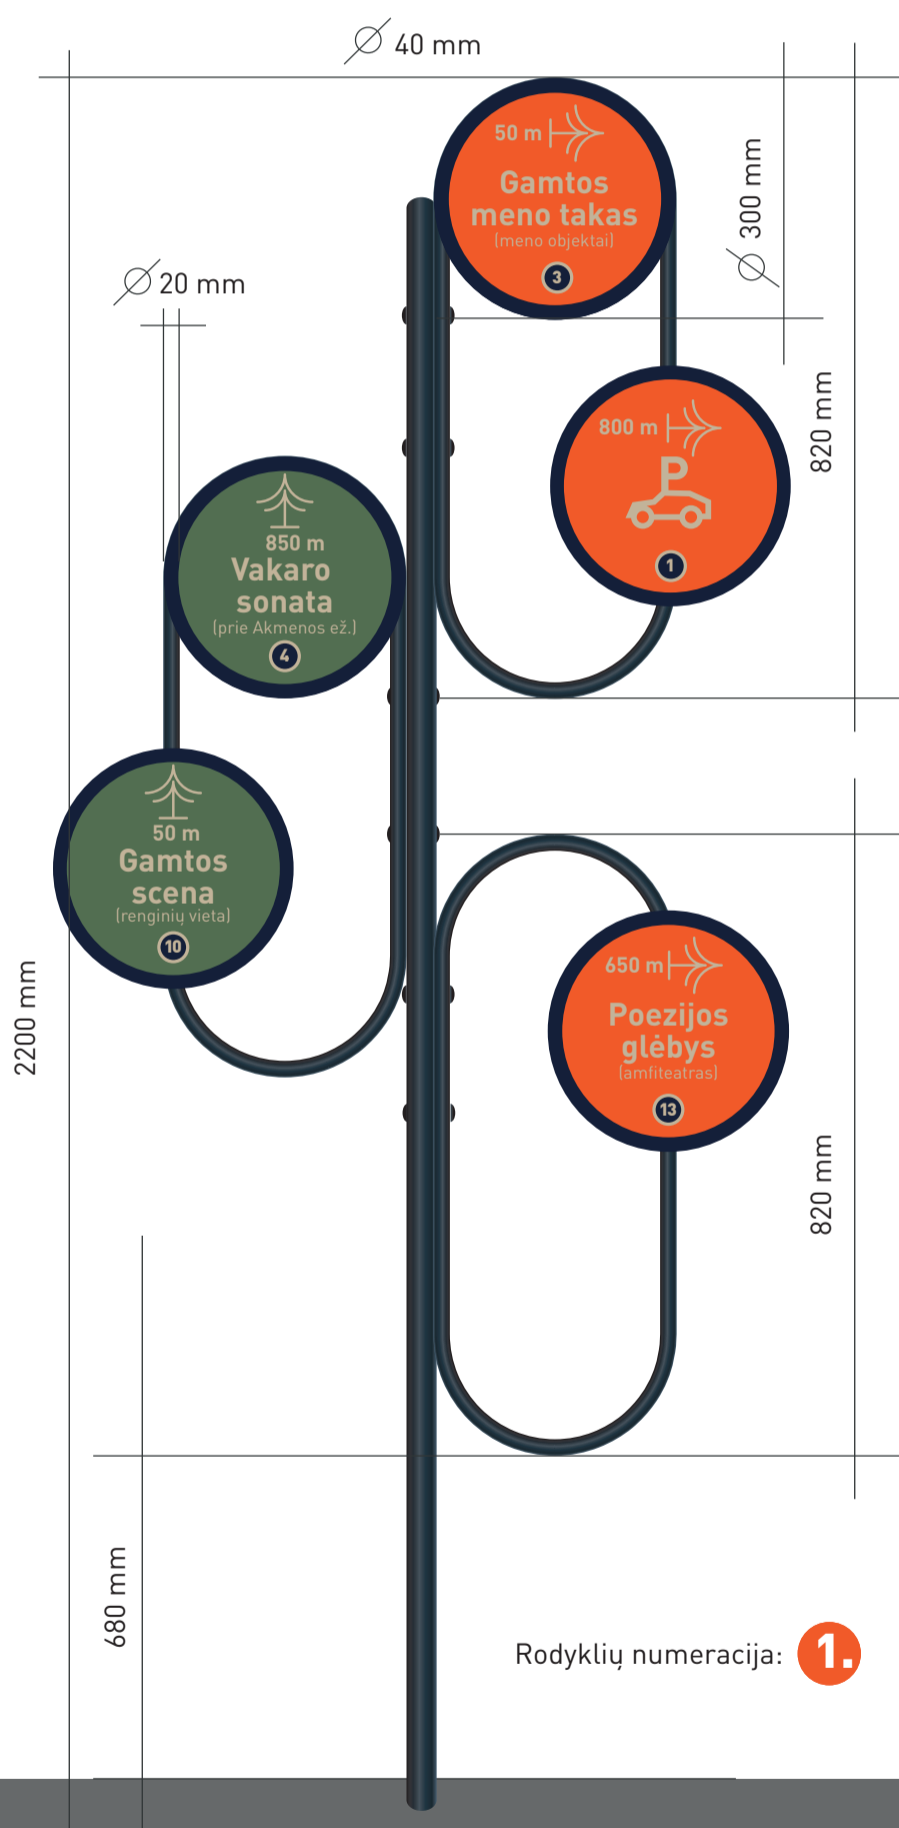 40 mm
50 m
Gamtos
meno takas
(meno objektai)
3
300 mm
20 mm
820 mm
800 m
P
1
850 m
Vakaro
sonata
(prie Akmenos ež.)
4
50 m
Gamtos
scena
(renginių vieta)
10
2200 mm
650 m
Poezijos
glėbys
(amfiteatras)
13
820 mm
680 mm
Rodyklių numeracija: 1.